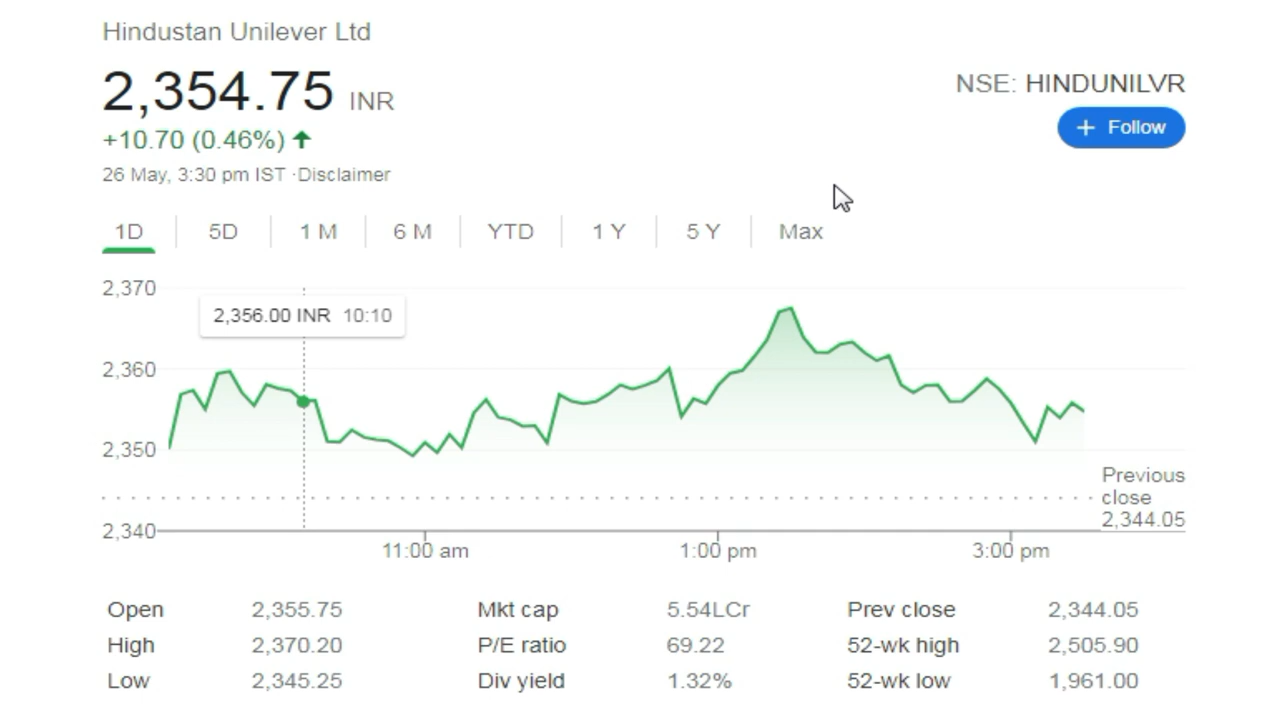 Hindustan Unilever Ltd
2,354.75 INR
NSE: HINDUNILVR
+10.70 (0.46%)
+ Follow
26 May, 3:30 pm IST ·Disclaimer
1D 5D 1 M 6 M YTD 1 Y 5 Y Max
2,370
2,356.00 INR 10:10
2,360
2,350
Previous
close
2,344.05
2,340
11:00 am 1:00 pm 3:00 pm
Open 2,355.75 Mkt cap 5.54LCr Prev close 2,344.05
High 2,370.20 P/E ratio 69.22 52-wk high 2,505.90
Low 2,345.25 Div yield 1.32% 52-wk low 1,961.00